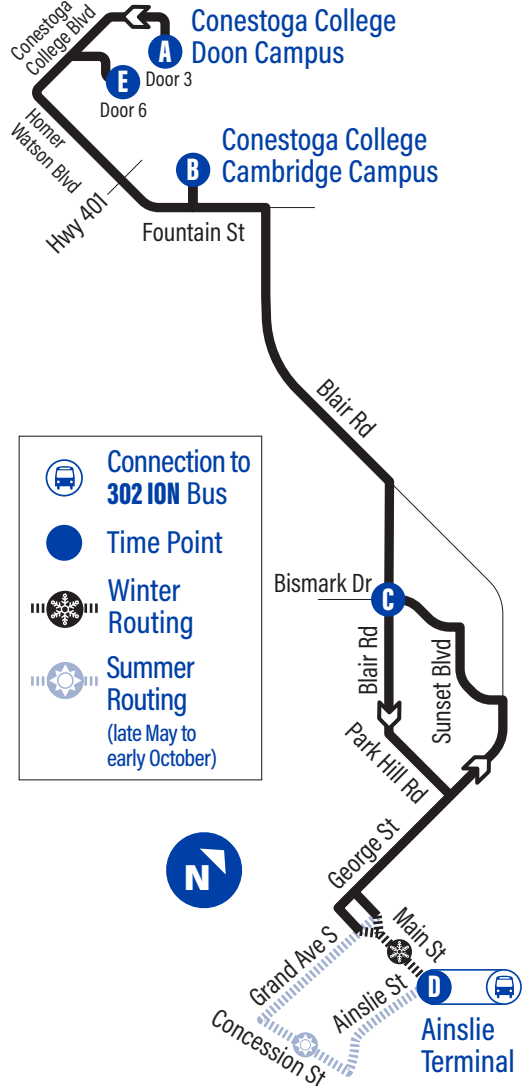 Conestoga College
Doon Campus
Conestoga
College Blvd
A
Door 3
E
Door 6
Homer
Watson Blvd
Conestoga College
Cambridge Campus
B
Hwy 401
Fountain St
Blair Rd
Connection to
302 ION Bus
Time Point
Winter
Routing
Summer
Routing
(late May to
early October)
Bismark Dr
C
Blair Rd
Sunset Blvd
Park Hill Rd
N
George St
Main St
Grand Ave S
Ainslie St
D
Concession St
Ainslie
Terminal